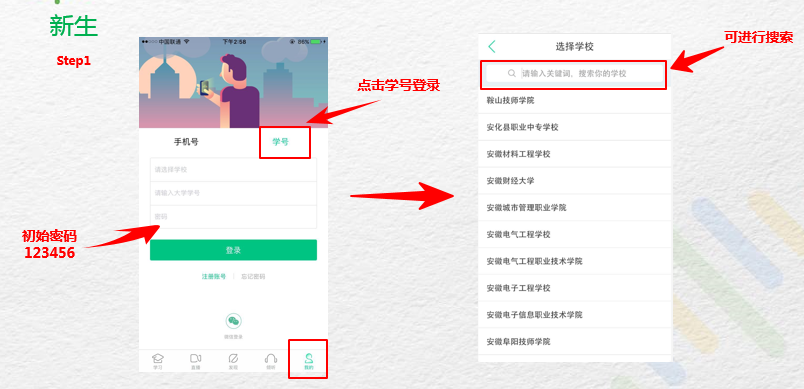 新生
Step1
中国联通
下午2:58
86%
点击学号登录
手机号
学号
请选择学校
请输入大学学号
密码
初始密码
123456
登录
注册账号
忘记密码
学习
直播
发现
我的
可进行搜索
选择学校
请输入关键词，搜索你的学校
鞍山技师学院
安化县职业中专学校
安徽材料工程学校
安徽财经大学
安徽城市管理职业学院
安徽电气工程学校
安徽电气工程职业技术学院
安徽电子工程学校
安徽电子信息职业技术学院
安徽阜阳技师学院